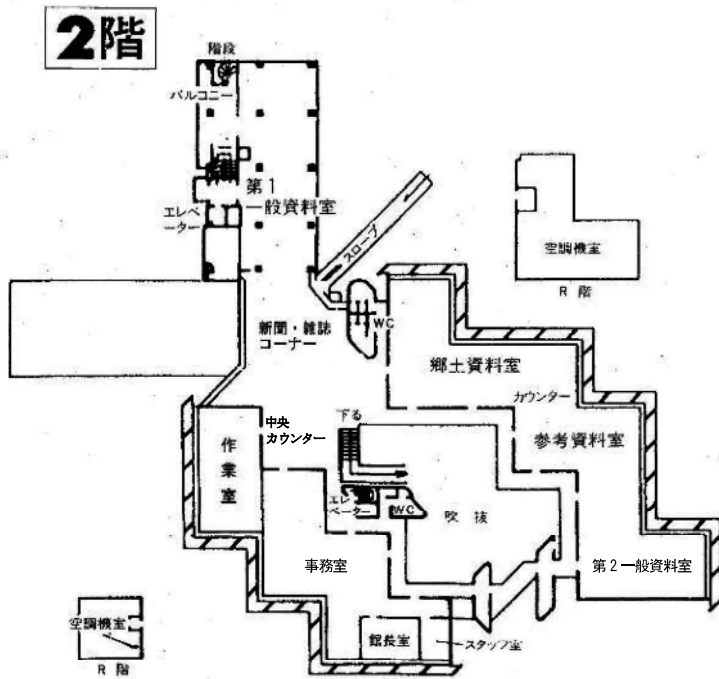 2階
階段
バルコニー
第1
一般資料室
エレベ
ーター
スロープ
空調機室
R 階
新聞・雑誌
コーナー
WC
郷土資料室
カウンター
参考資料室
中央
カウンター
下る
作
業
室
エレ
ベーター
WC
吹 抜
事務室
第2一般資料室
空調機室
R 階
館長室
スタッフ室